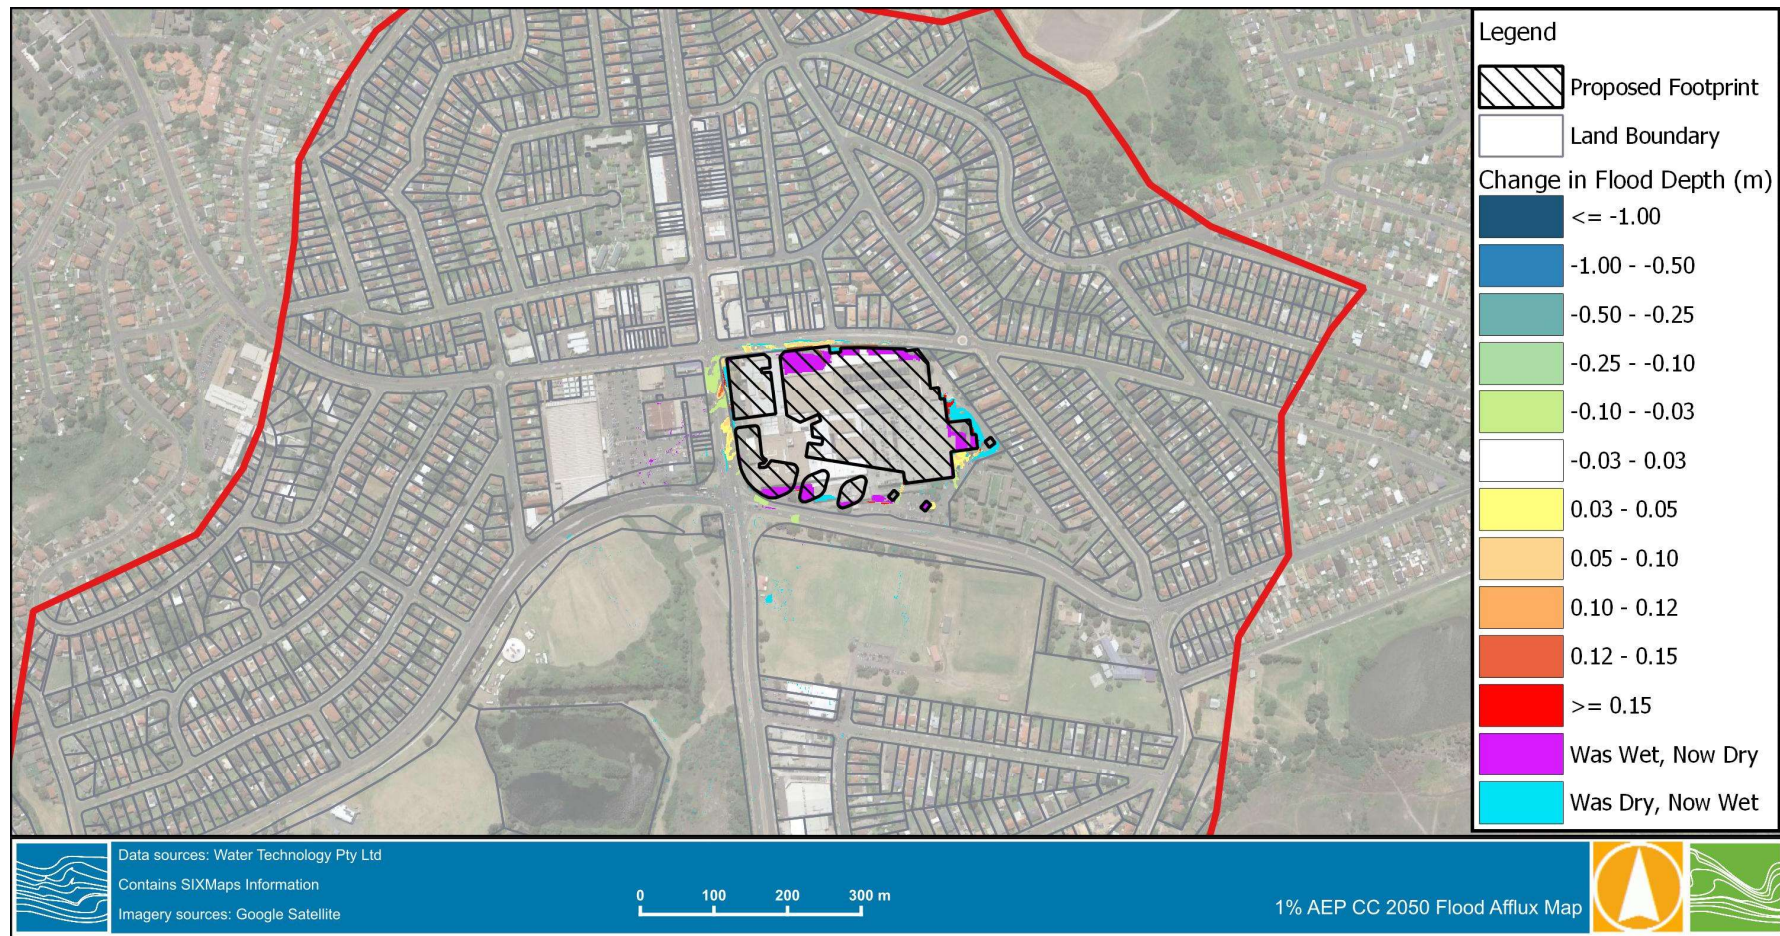 Legend
Proposed Footprint
Land Boundary
Change in Flood Depth (m)
<= -1.00
-1.00 - -0.50
-0.50 - -0.25
-0.25 - -0.10
-0.10 - -0.03
-0.03 - 0.03
0.03 - 0.05
0.05 - 0.10
0.10 - 0.12
0.12 - 0.15
>= 0.15
Was Wet, Now Dry
Was Dry, Now Wet
Data sources: Water Technology Pty Ltd
Contains SIXMaps Information
Imagery sources: Google Satellite
0 100 200 300 m
1% AEP CC 2050 Flood Afflux Map